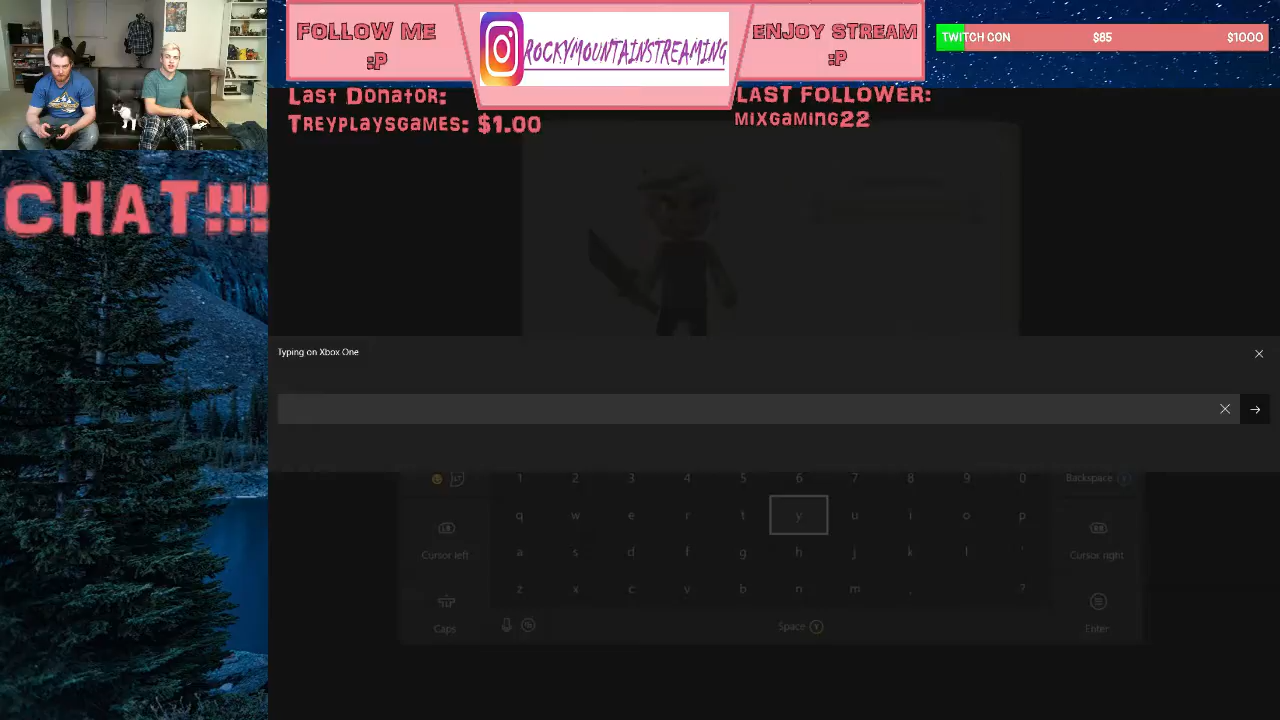 FOLLOW ME
:P
ROCKYMOUNTAINSTREAMING
ENJOY STREAM
:P
TWITCH CON $85 $1000
Last Donator:
Treyplaysgames: $1.00
LAST FOLLOWER:
mixgaming22
CHAT!!!
Typing on Xbox One
1 2 3 4 5 6 7 8 9 0 Backspace
q w e r t y u i o p
Cursor left
a s d f g h j k l '
Cursor right
z x c v b n m , . ?
Caps
Space Y
Enter